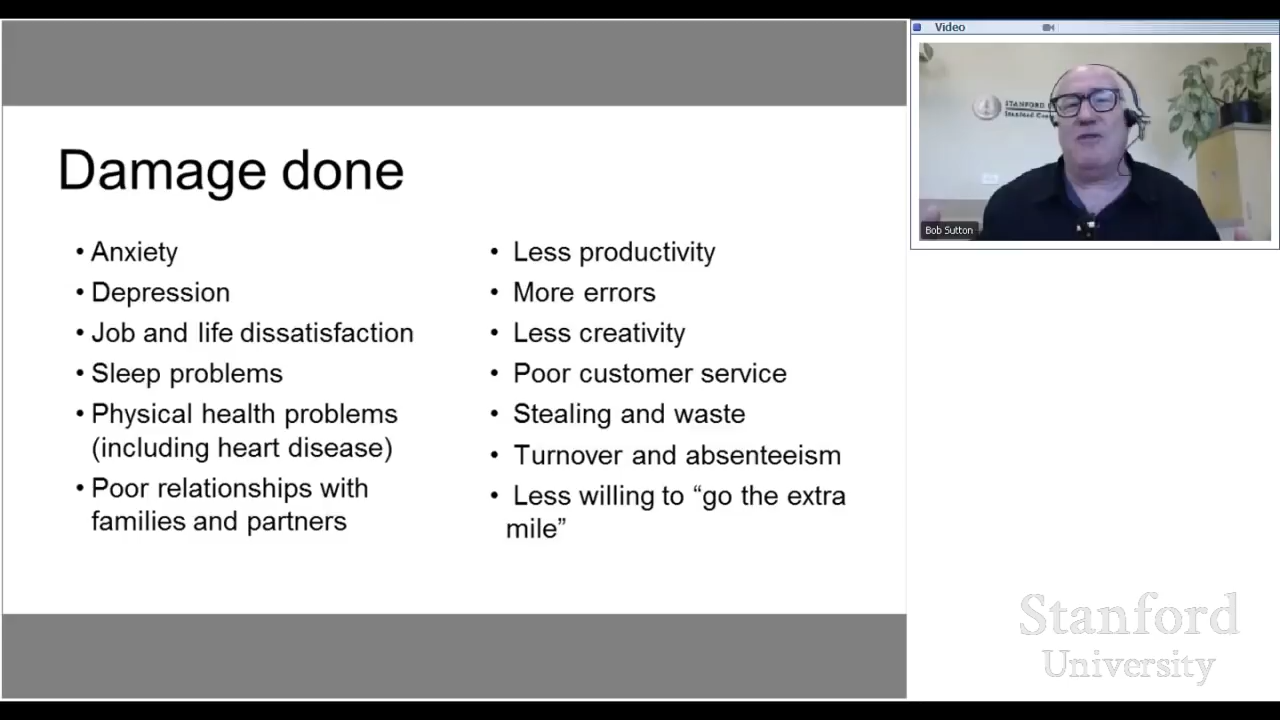 Damage done
• Anxiety
• Depression
• Job and life dissatisfaction
• Sleep problems
• Physical health problems
(including heart disease)
• Poor relationships with
families and partners
• Less productivity
• More errors
• Less creativity
• Poor customer service
• Stealing and waste
• Turnover and absenteeism
• Less willing to “go the extra
mile”
Video
STANFORD
Bob Sutton
Stanford
University